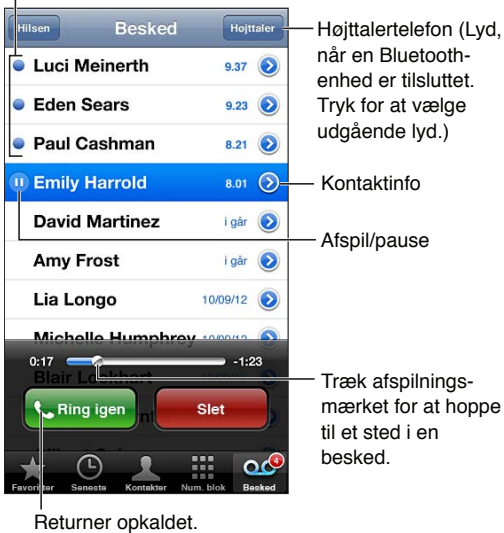 Hilsen Besked Højttaler
Luci Meinerth 9.37
Eden Sears 9.23
Paul Cashman 8.21
Emily Harrold 8.01
David Martinez i går
Amy Frost i går
Lia Longo 10/09/12
Michelle Humphrey 10/09/12
0:17 -1:23
Blair Lockhart
Ring igen Slet
Favoritter Seneste Kontakter Num. blok Besked 4
Højttalertelefon (Lyd,
når en Bluetooth-
enhed er tilsluttet.
Tryk for at vælge
udgående lyd.)
Kontaktinfo
Afspil/pause
Træk afspilnings-
mærket for at hoppe
til et sted i en
besked.
Returner opkaldet.